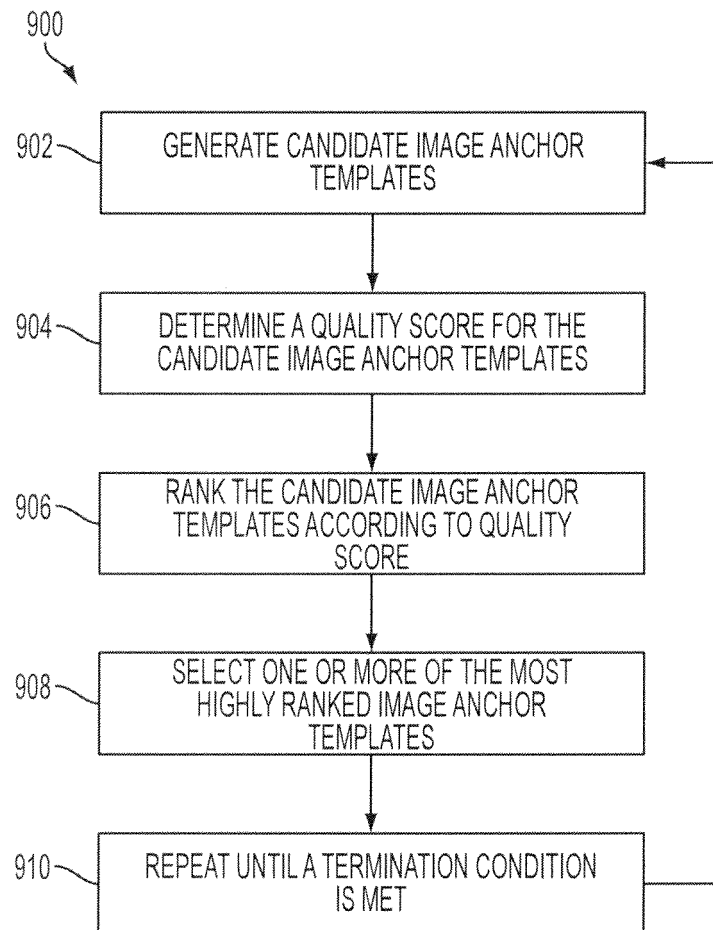 900
902
GENERATE CANDIDATE IMAGE ANCHOR
TEMPLATES
904
DETERMINE A QUALITY SCORE FOR THE
CANDIDATE IMAGE ANCHOR TEMPLATES
906
RANK THE CANDIDATE IMAGE ANCHOR
TEMPLATES ACCORDING TO QUALITY
SCORE
908
SELECT ONE OR MORE OF THE MOST
HIGHLY RANKED IMAGE ANCHOR
TEMPLATES
910
REPEAT UNTIL A TERMINATION CONDITION
IS MET